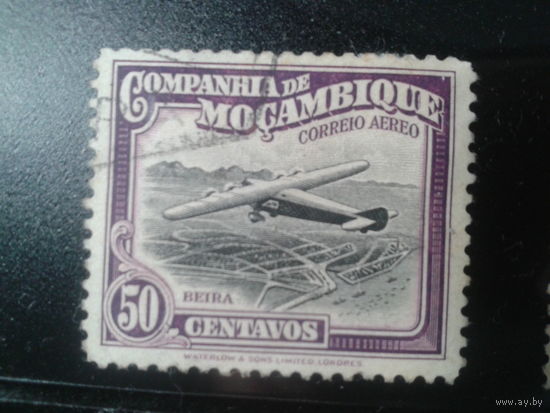 COMPANHIA DE
MOÇAMBIQUE
CORREIO AEREO
BEIRA
50 CENTAVOS
WATERLOW & SONS LIMITED, LONDRES.
www.ay.by